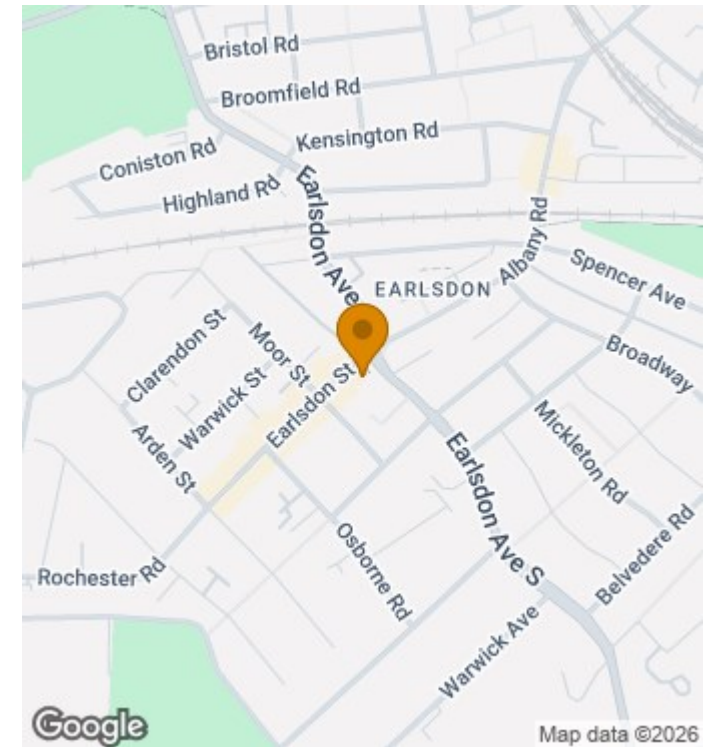 Bristol Rd
Broomfield Rd
Kensington Rd
Coniston Rd
Highland Rd
Earlsdon Ave
Albany Rd
EARLSDON
Spencer Ave
Clarendon St
Moor St
Warwick St
Earlsdon St
Broadway
Arden St
Mickleton Rd
Earlsdon Ave S
Osborne Rd
Belvedere Rd
Rochester Rd
Warwick Ave
Google
Map data ©2026